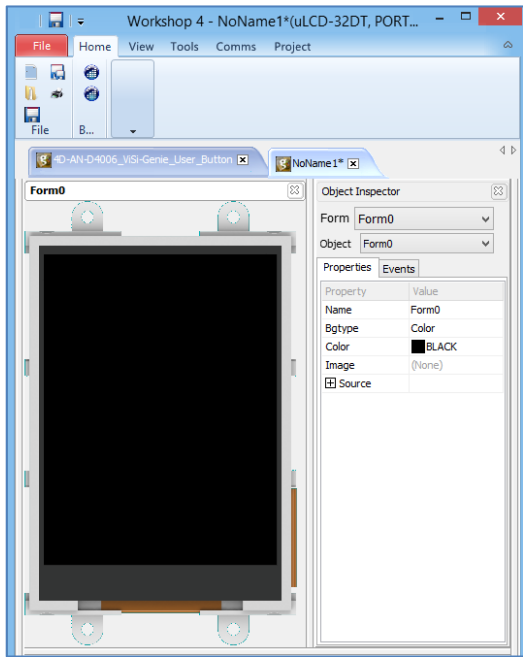 Workshop 4 - NoName1*(uLCD-32DT, PORT...
File Home View Tools Comms Project
File B...
4D-AN-D4006_ViSi-Genie_User_Button NoName1*
Form0 Object Inspector
Form Form0
Object Form0
Properties Events
Property Value
Name Form0
Bgtype Color
Color BLACK
Image (None)
Source